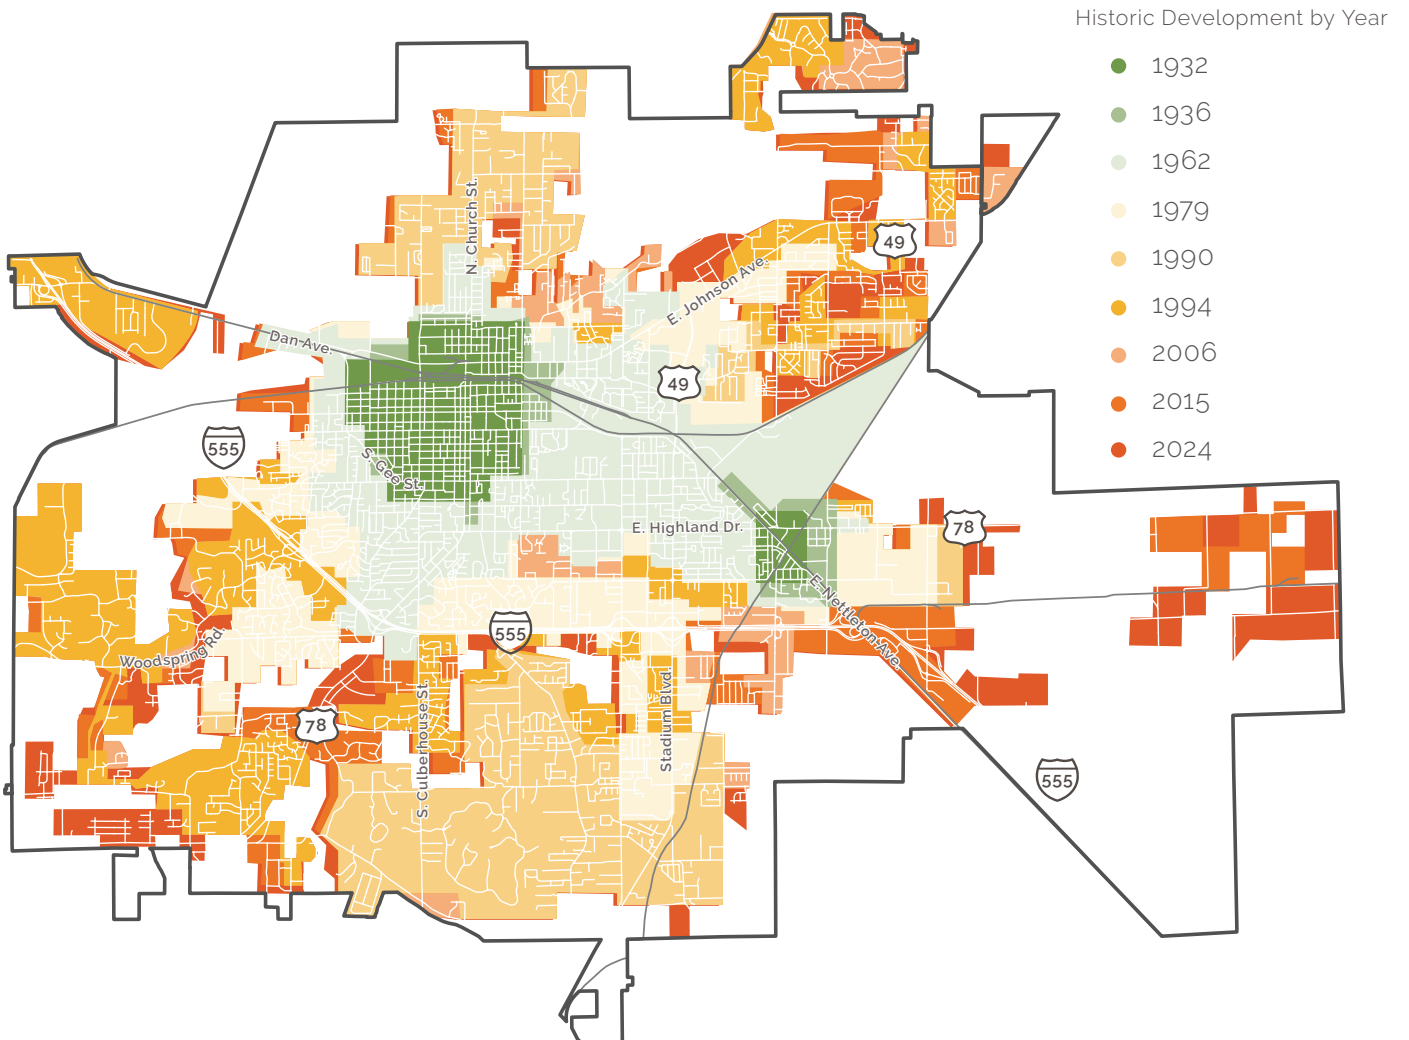 Historic Development by Year
1932
1936
1962
1979
1990
1994
2006
2015
2024
N. Church St.
49
E. Johnson Ave.
Dan Ave.
49
555
S. Gee St.
E. Highland Dr.
78
E. Nettleton Ave.
555
Woodspring Rd.
S. Culberhouse St.
Stadium Blvd.
78
555